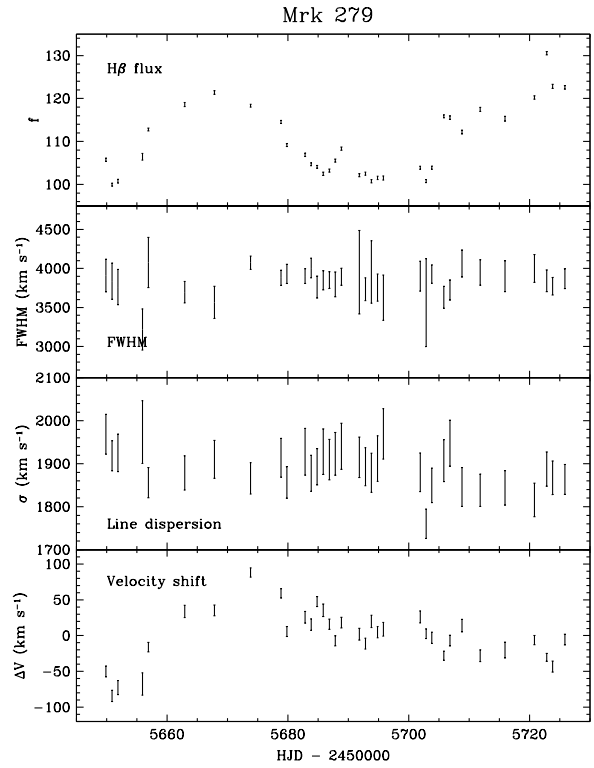 Mrk 279
130
120
110
100
f
Hβ flux
4500
4000
3500
3000
FWHM (km s⁻¹)
FWHM
2100
2000
1900
1800
1700
σ (km s⁻¹)
Line dispersion
100
50
0
−50
−100
ΔV (km s⁻¹)
Velocity shift
5660 5680 5700 5720
HJD − 2450000